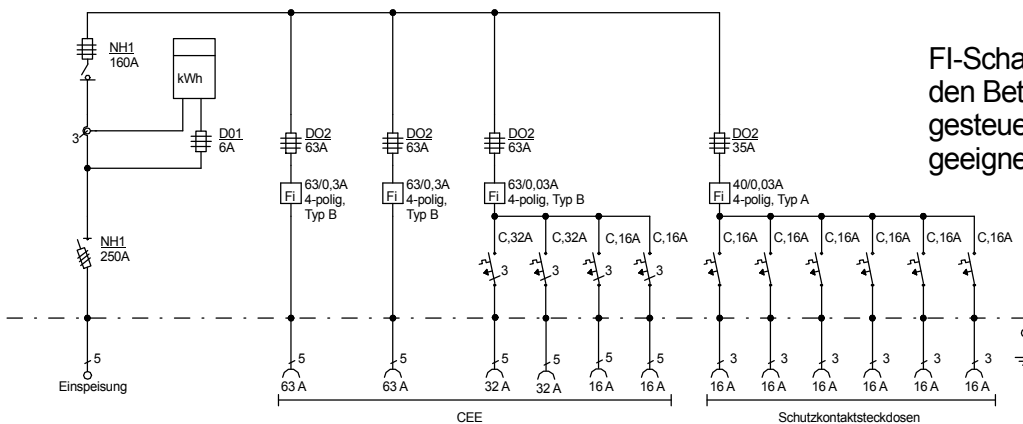 NH1
160A
kWh
3
D01
6A
NH1
250A
5
Einspeisung
DO2
63A
DO2
63A
DO2
63A
DO2
35A
Fi
63/0,3A
4-polig,
Typ B
Fi
63/0,3A
4-polig,
Typ B
Fi
63/0,03A
4-polig, Typ B
Fi
40/0,03A
4-polig, Typ A
C,32A
C,32A
C,16A
C,16A
C,16A
C,16A
C,16A
C,16A
C,16A
C,16A
3
3
3
3
5
5
5
5
5
5
3
3
3
3
3
3
63 A
63 A
32 A
32 A
16 A
16 A
16 A
16 A
16 A
16 A
16 A
16 A
CEE
Schutzkontaktsteckdosen
FI-Scha
den Bet
gesteue
geeigne